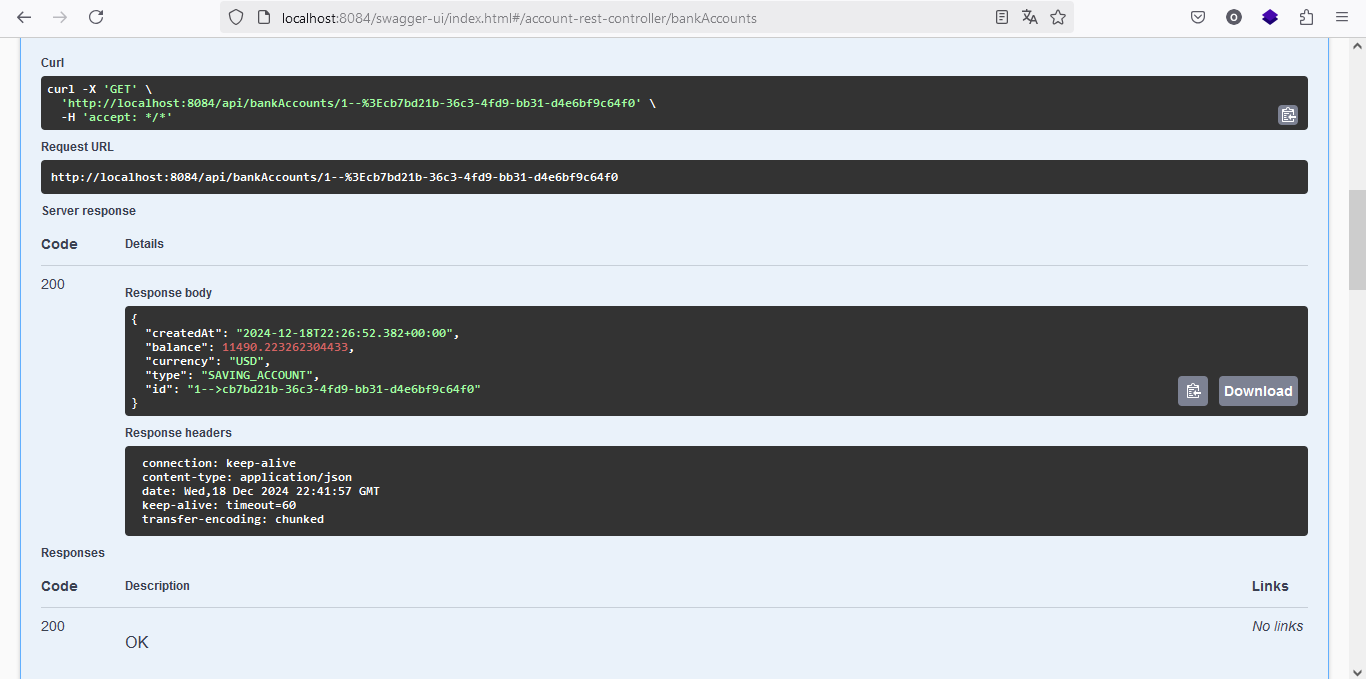 localhost:8084/swagger-ui/index.html#/account-rest-controller/bankAccounts
Curl
curl -X 'GET' \
'http://localhost:8084/api/bankAccounts/1--%3Ecb7bd21b-36c3-4fd9-bb31-d4e6bf9c64f0' \
-H 'accept: */*'
Request URL
http://localhost:8084/api/bankAccounts/1--%3Ecb7bd21b-36c3-4fd9-bb31-d4e6bf9c64f0
Server response
Code Details
200
Response body
{
"createdAt": "2024-12-18T22:26:52.382+00:00",
"balance": 11490.223262304433,
"currency": "USD",
"type": "SAVING_ACCOUNT",
"id": "1-->cb7bd21b-36c3-4fd9-bb31-d4e6bf9c64f0"
}
Download
Response headers
connection: keep-alive
content-type: application/json
date: Wed,18 Dec 2024 22:41:57 GMT
keep-alive: timeout=60
transfer-encoding: chunked
Responses
Code Description Links
200 No links
OK